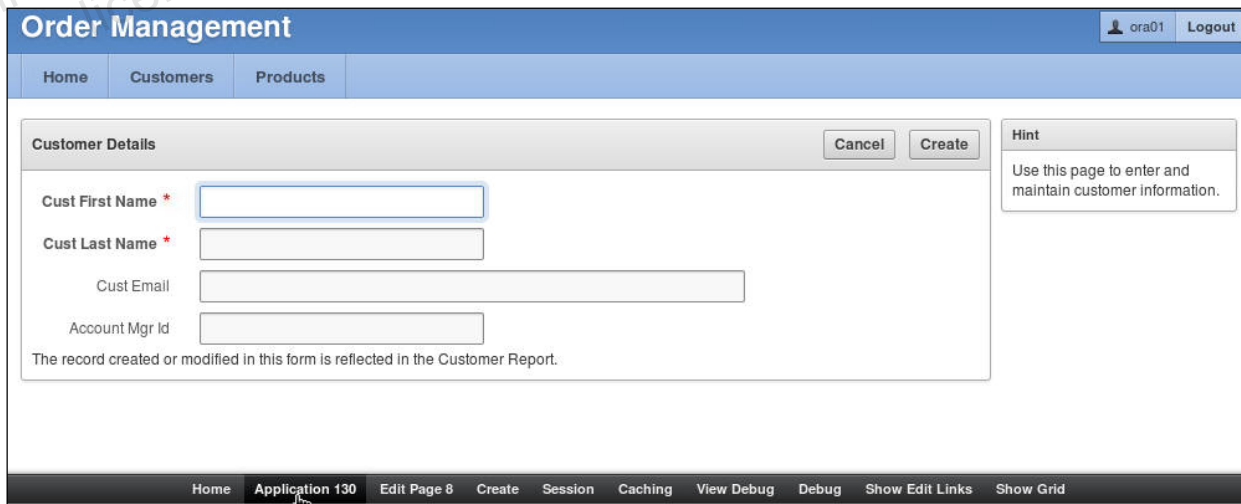 Order Management
ora01 Logout
Home Customers Products
Customer Details
Cancel Create
Hint
Use this page to enter and
maintain customer information.
Cust First Name *
Cust Last Name *
Cust Email
Account Mgr Id
The record created or modified in this form is reflected in the Customer Report.
Home Application 130 Edit Page 8 Create Session Caching View Debug Debug Show Edit Links Show Grid